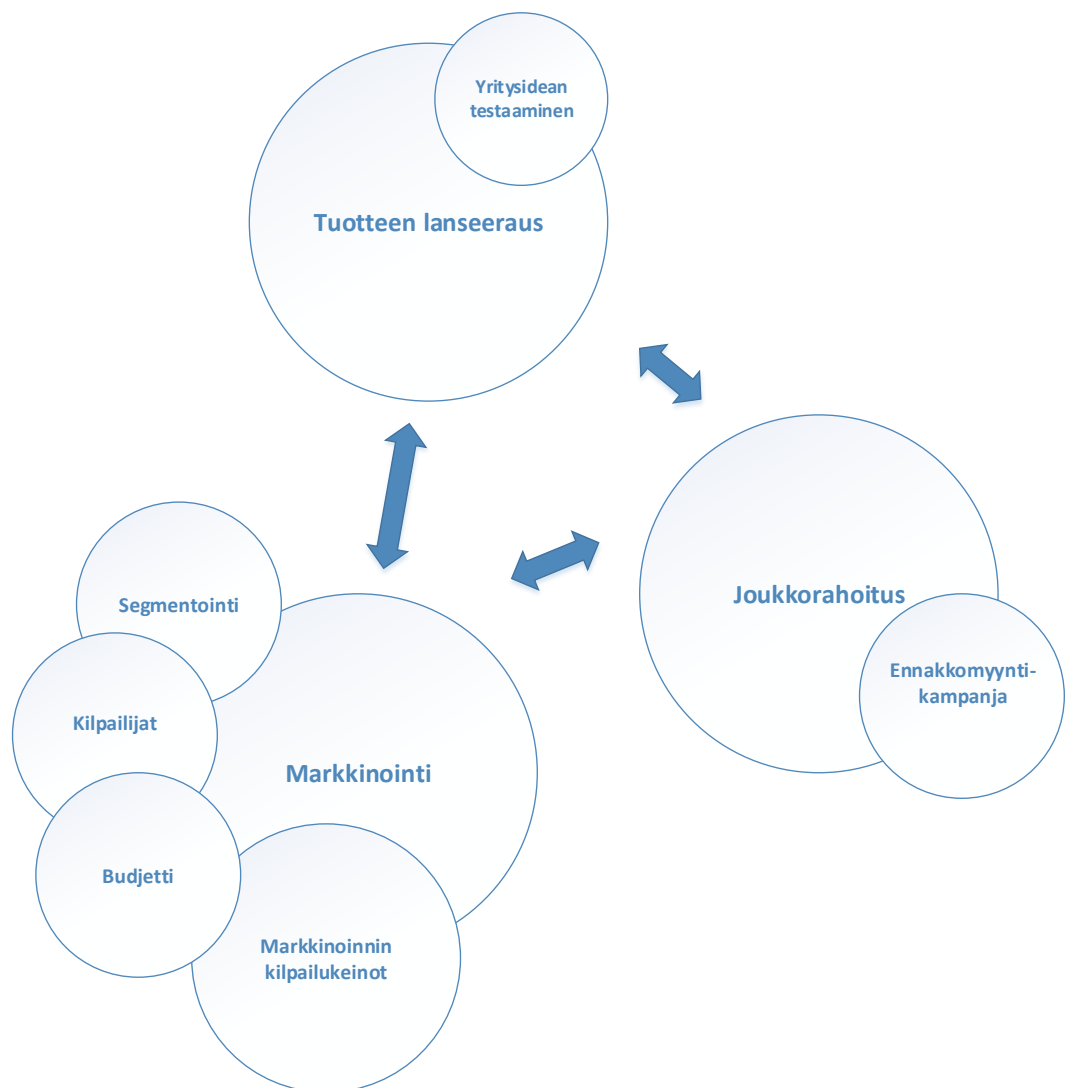 Yritysidean
testaaminen
Tuotteen lanseeraus
Joukkorahoitus
Ennakkomyynti-
kampanja
Segmentointi
Kilpailijat
Markkinointi
Budjetti
Markkinoinnin
kilpailukeinot